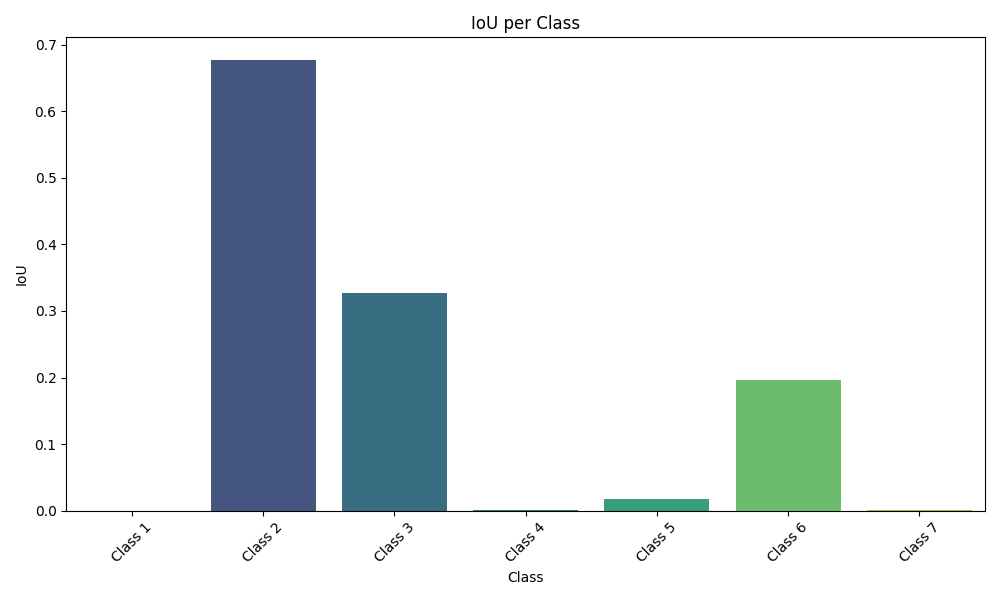 IoU per Class
IoU
0.7
0.6
0.5
0.4
0.3
0.2
0.1
0.0
Class 1
Class 2
Class 3
Class 4
Class 5
Class 6
Class 7
Class